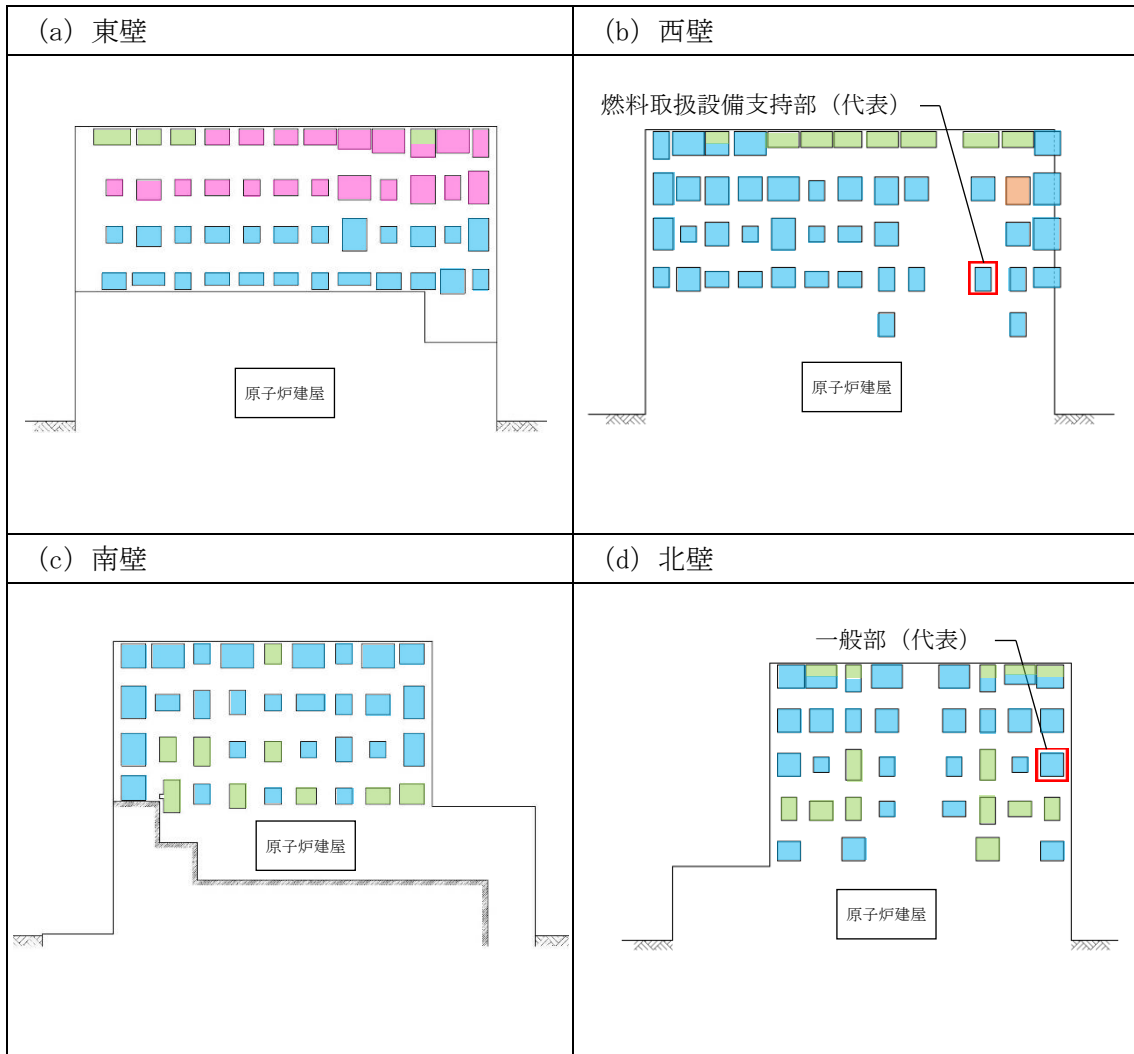 (a) 東壁
(b) 西壁
燃料取扱設備支持部(代表)
原子炉建屋
原子炉建屋
(c) 南壁
(d) 北壁
一般部(代表)
原子炉建屋
原子炉建屋